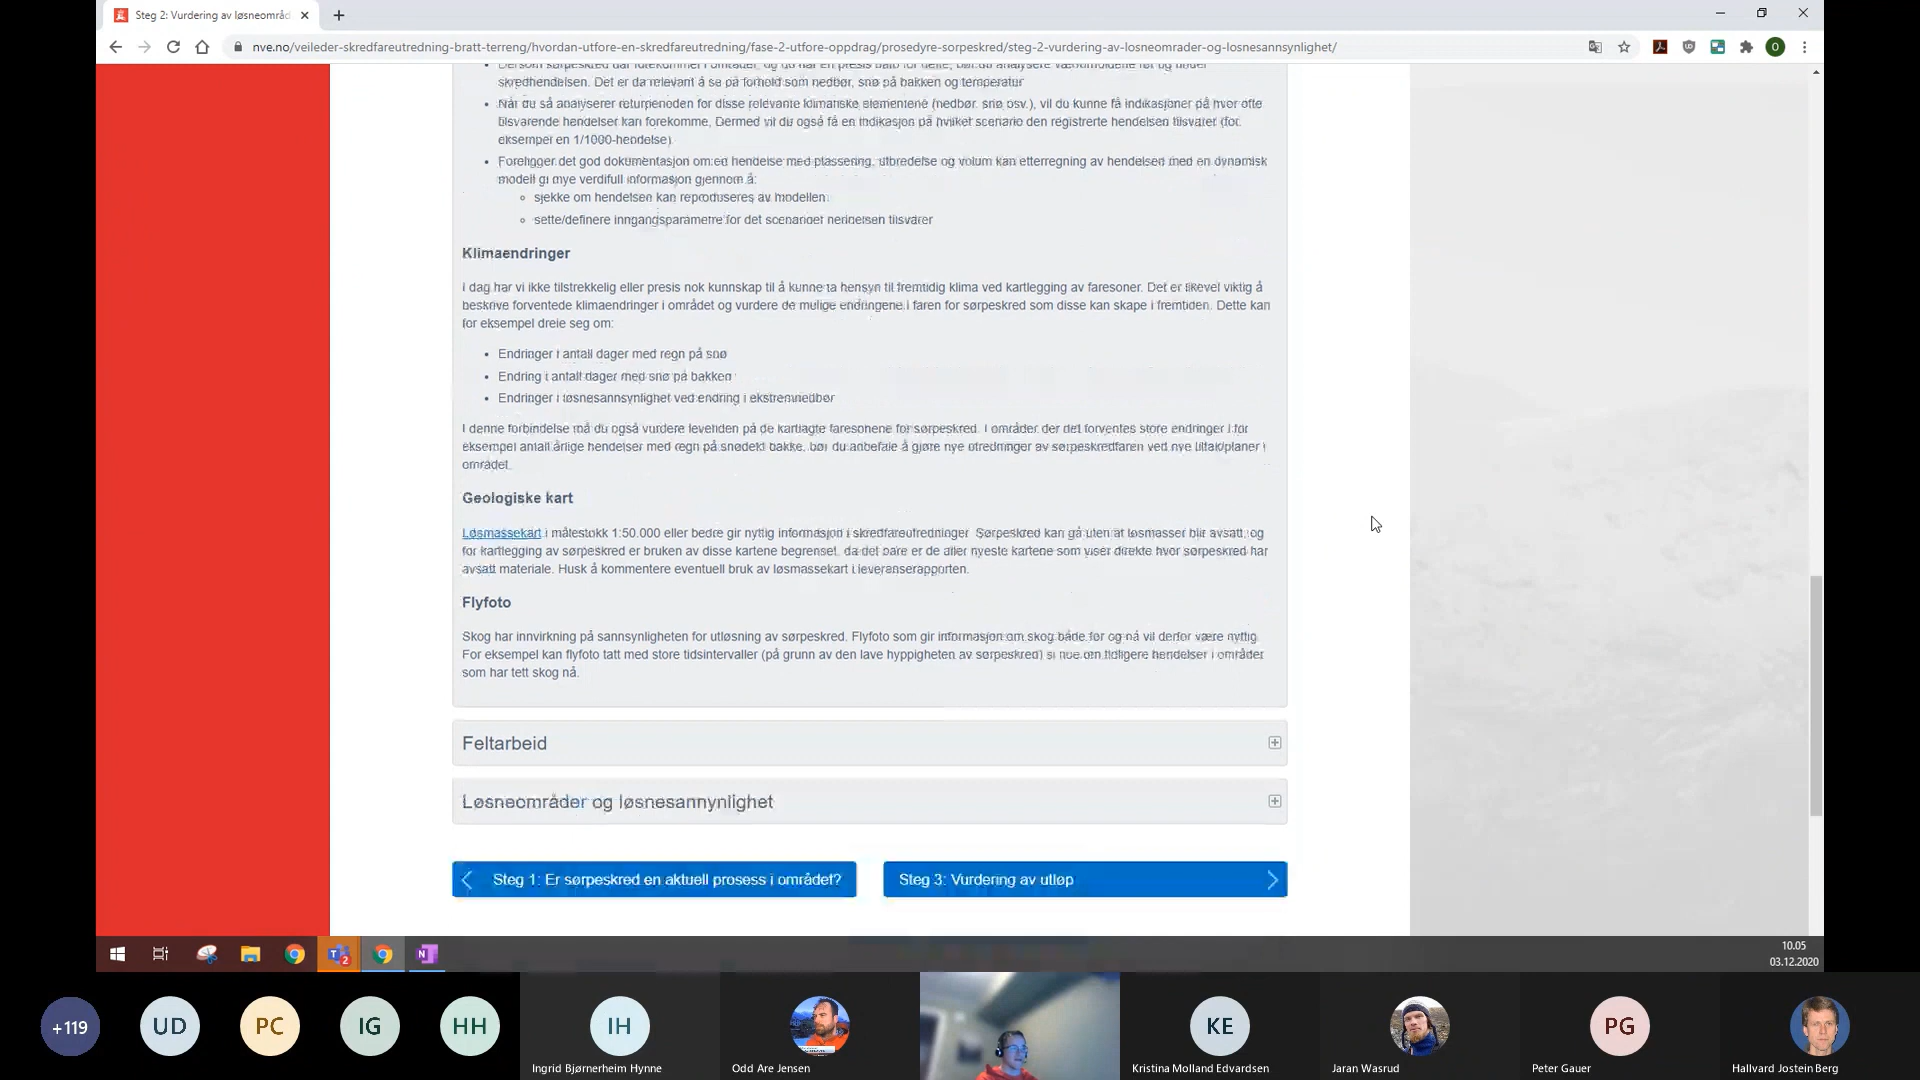 Steg 2: Vurdering av løsneområd
nve.no/veileder-skredfareutredning-bratt-terreng/hvordan-utfore-en-skredfareutredning/fase-2-utfore-oppdrag/prosedyre-sorpeskred/steg-2-vurdering-av-losneomrader-og-losnesannsynlighet/
skredhendelsen. Det er da relevant å se på forhold som nedbør, snø på bakken og temperatur
Når du så analyserer returperioden for disse relevante klimatiske elementene (nedbør, snø osv.), vil du kunne få indikasjoner på hvor ofte
tilsvarende hendelser kan forekomme. Dermed vil du også få en indikasjon på hvilket scenario den registrerte hendelsen tilsvarer (for
eksempel en 1/1000-hendelse).
Foreligger det god dokumentasjon om en hendelse med plassering, utbredelse og volum kan etterregning av hendelsen med en dynamisk
modell gi mye verdifull informasjon gjennom å:
sjekke om hendelsen kan reproduseres av modellen
sette/definere inngangsparametre for det scenariet hendelsen tilsvarer
Klimaendringer
I dag har vi ikke tilstrekkelig eller presis nok kunnskap til å kunne ta hensyn til fremtidig klima ved kartlegging av faresoner. Det er likevel viktig å
beskrive forventede klimaendringer i området og vurdere de mulige endringene i faren for sørpeskred som disse kan skape i fremtiden. Dette kan
for eksempel dreie seg om:
Endringer i antall dager med regn på snø
Endring i antall dager med snø på bakken
Endringer i løsnesannsynlighet ved endring i ekstremnedbør
I denne forbindelse må du også vurdere levetiden på de kartlagte faresonene for sørpeskred. I områder der det forventes store endringer i for
eksempel antall årlige hendelser med regn på snødekt bakke, bør du anbefale å gjøre nye utredninger av sørpeskredfaren ved nye tiltak/planer i
området.
Geologiske kart
Løsmassekart i målestokk 1:50.000 eller bedre gir nyttig informasjon i skredfareutredninger. Sørpeskred kan gå uten at løsmasser blir avsatt, og
for kartlegging av sørpeskred er bruken av disse kartene begrenset, da det bare er de aller nyeste kartene som viser direkte hvor sørpeskred har
avsatt materiale. Husk å kommentere eventuell bruk av løsmassekart i leveranserapporten.
Flyfoto
Skog har innvirkning på sannsynligheten for utløsning av sørpeskred. Flyfoto som gir informasjon om skog både før og nå vil derfor være nyttig.
For eksempel kan flyfoto tatt med store tidsintervaller (på grunn av den lave hyppigheten av sørpeskred) si noe om tidligere hendelser i områder
som har tett skog nå.
Feltarbeid
Løsneområder og løsnesannynlighet
Steg 1: Er sørpeskred en aktuell prosess i området?
Steg 3: Vurdering av utløp
10.05
03.12.2020
+119
UD
PC
IG
HH
IH
KE
PG
Ingrid Bjørnerheim Hynne
Odd Are Jensen
Kristina Molland Edvardsen
Jaran Wasrud
Peter Gauer
Hallvard Jostein Berg